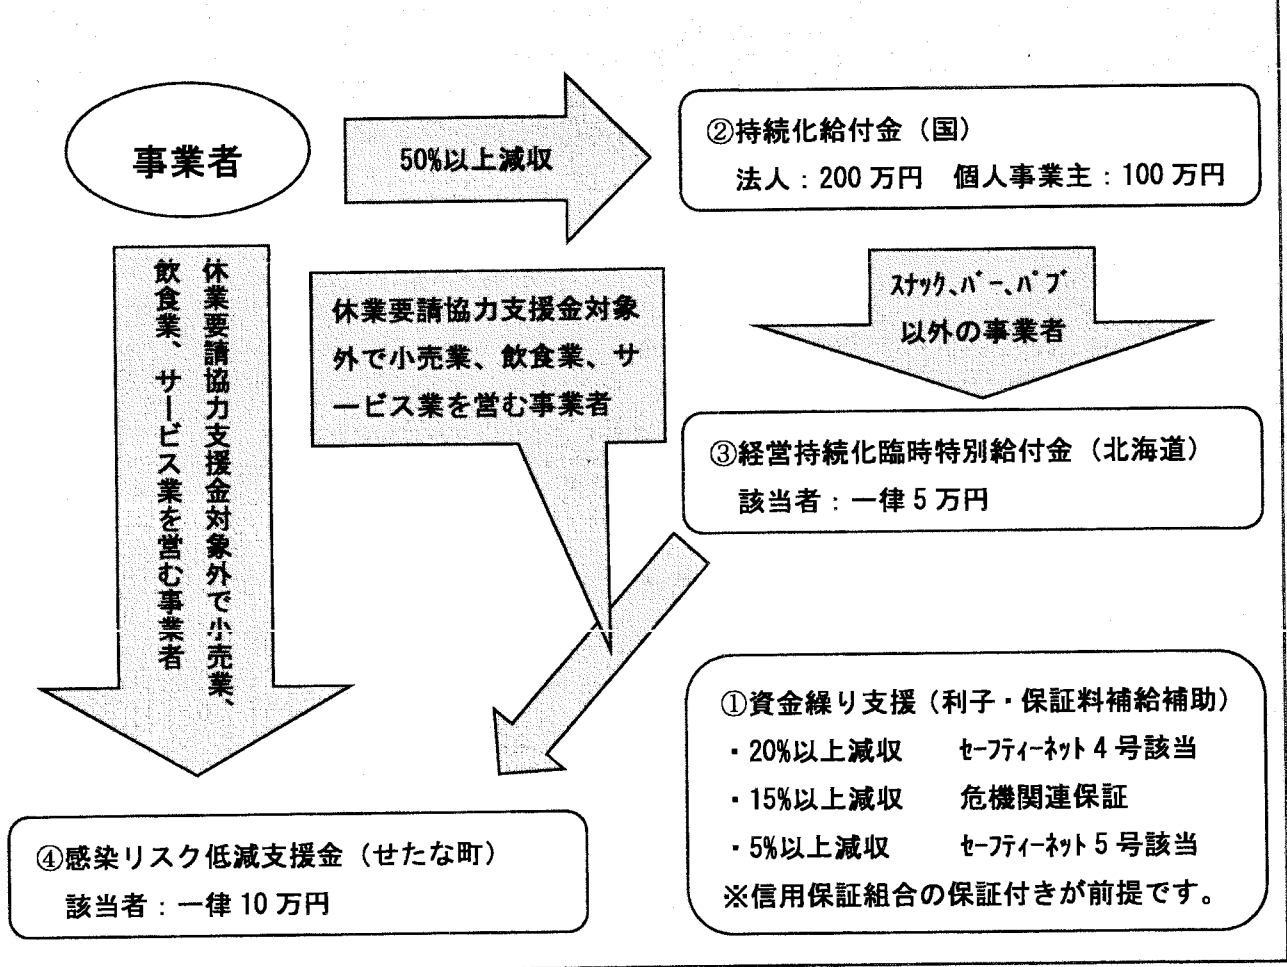 事業者
50%以上減収
②持続化給付金（国）
法人：200万円　個人事業主：100万円
休業要請協力支援金対象外で小売業、
飲食業、サービス業を営む事業者
休業要請協力支援金対象
外で小売業、飲食業、サ
ービス業を営む事業者
ｽﾅｯｸ、ﾊﾞｰ、ﾊﾟﾌﾞ
以外の事業者
③経営持続化臨時特別給付金（北海道）
該当者：一律5万円
①資金繰り支援（利子・保証料補給補助）
・20%以上減収　ｾｰﾌﾃｨｰﾈｯﾄ4号該当
・15%以上減収　危機関連保証
・5%以上減収　ｾｰﾌﾃｨｰﾈｯﾄ5号該当
※信用保証組合の保証付きが前提です。
④感染リスク低減支援金（せたな町）
該当者：一律10万円